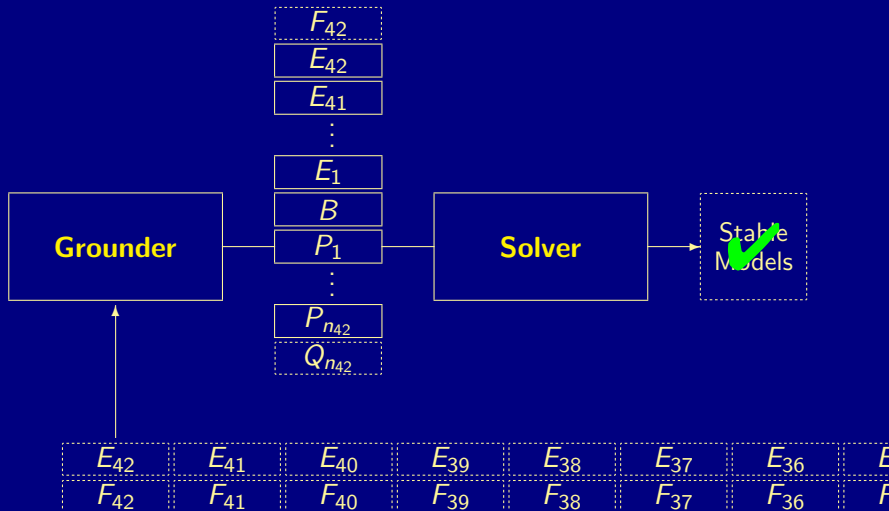 F₄₂
E₄₂
E₄₁
⋮
E₁
B
Grounder
P₁
Solver
Stable
Models
⋮
Pₙ₄₂
Qₙ₄₂
E₄₂ E₄₁ E₄₀ E₃₉ E₃₈ E₃₇ E₃₆ E
F₄₂ F₄₁ F₄₀ F₃₉ F₃₈ F₃₇ F₃₆ F